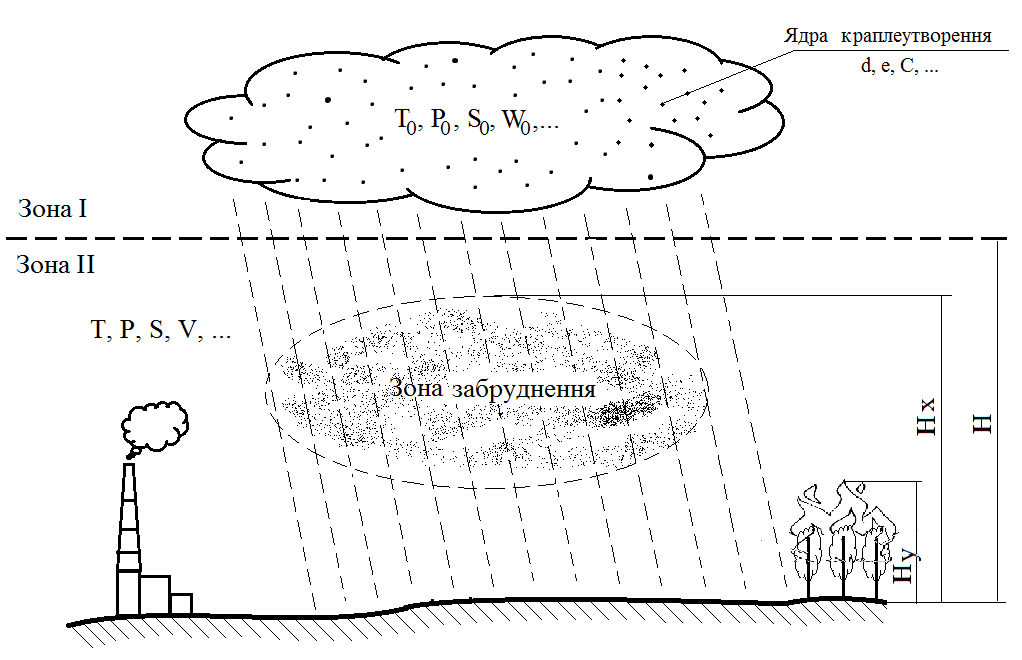 Ядра краплеутворення
d, e, C, ...
T0, P0, S0, W0,...
Зона I
Зона II
T, P, S, V, ...
Зона забруднення
Hx
H
Hy